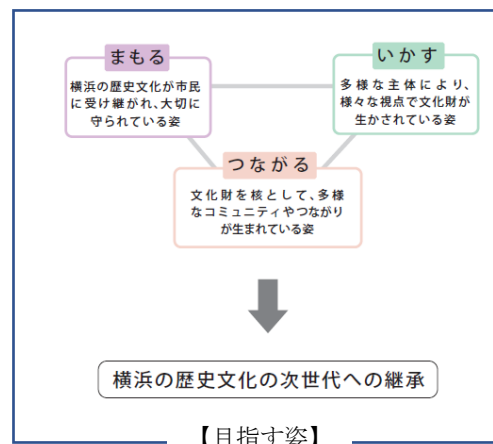 まもる
横浜の歴史文化が市民
に受け継がれ、大切に
守られている姿
いかす
多様な主体により、
様々な視点で文化財が
生かされている姿
つながる
文化財を核として、多様
なコミュニティやつながり
が生まれている姿
横浜の歴史文化の次世代への継承
【目指す姿】